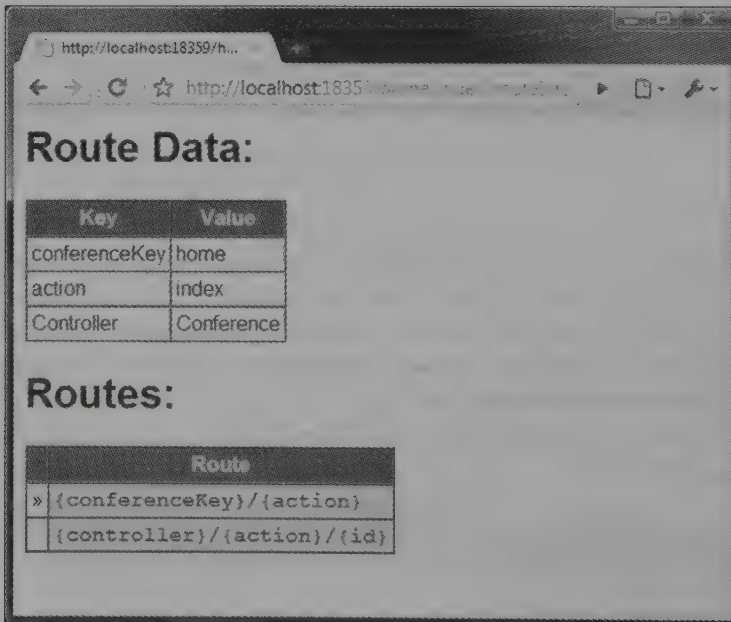 http://localhost:18359/h...
http://localhost:1835
Route Data:
Key Value
conferenceKey home
action index
Controller Conference
Routes:
Route
» {conferenceKey}/{action}
{controller}/{action}/{id}